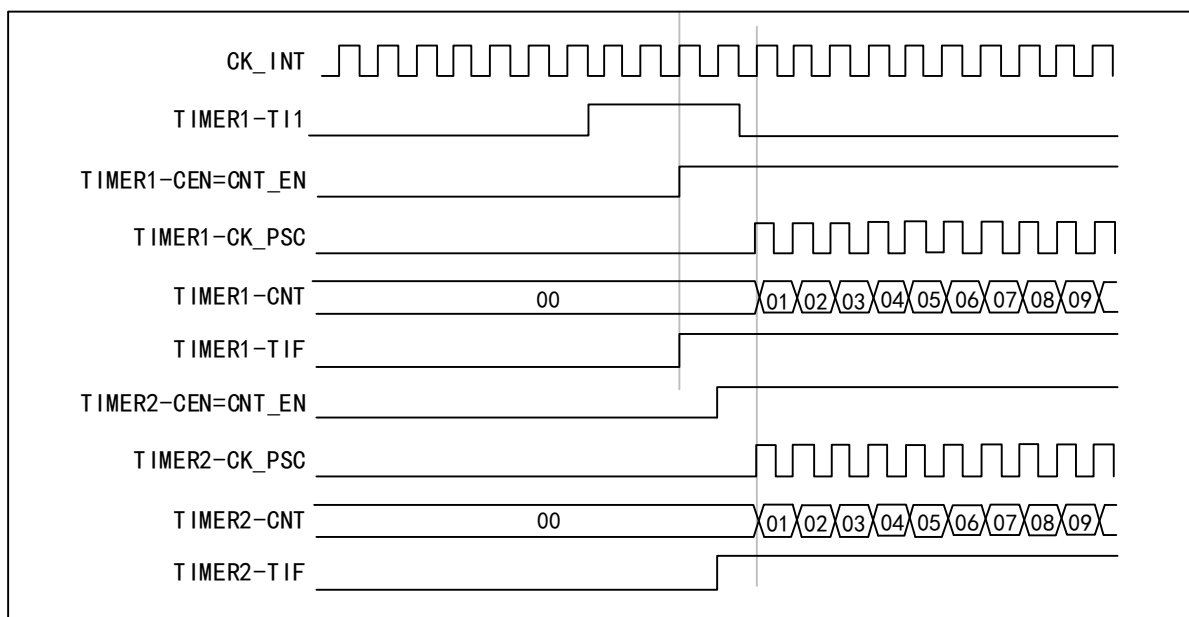 CK_INT
TIMER1-TI1
TIMER1-CEN=CNT_EN
TIMER1-CK_PSC
TIMER1-CNT 00 01 02 03 04 05 06 07 08 09
TIMER1-TIF
TIMER2-CEN=CNT_EN
TIMER2-CK_PSC
TIMER2-CNT 00 01 02 03 04 05 06 07 08 09
TIMER2-TIF